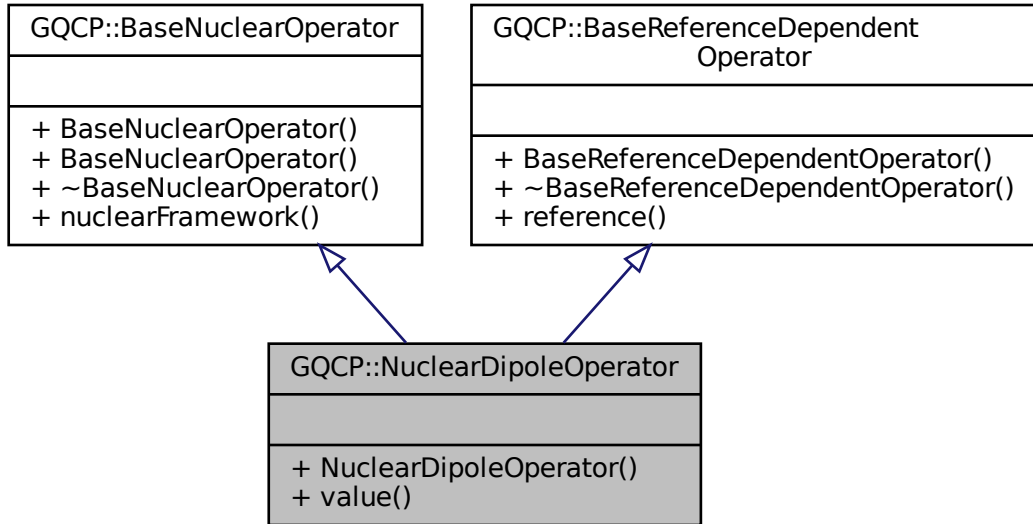 GQCP::BaseNuclearOperator
+ BaseNuclearOperator()
+ BaseNuclearOperator()
+ ~BaseNuclearOperator()
+ nuclearFramework()
GQCP::BaseReferenceDependent
Operator
+ BaseReferenceDependentOperator()
+ ~BaseReferenceDependentOperator()
+ reference()
GQCP::NuclearDipoleOperator
+ NuclearDipoleOperator()
+ value()